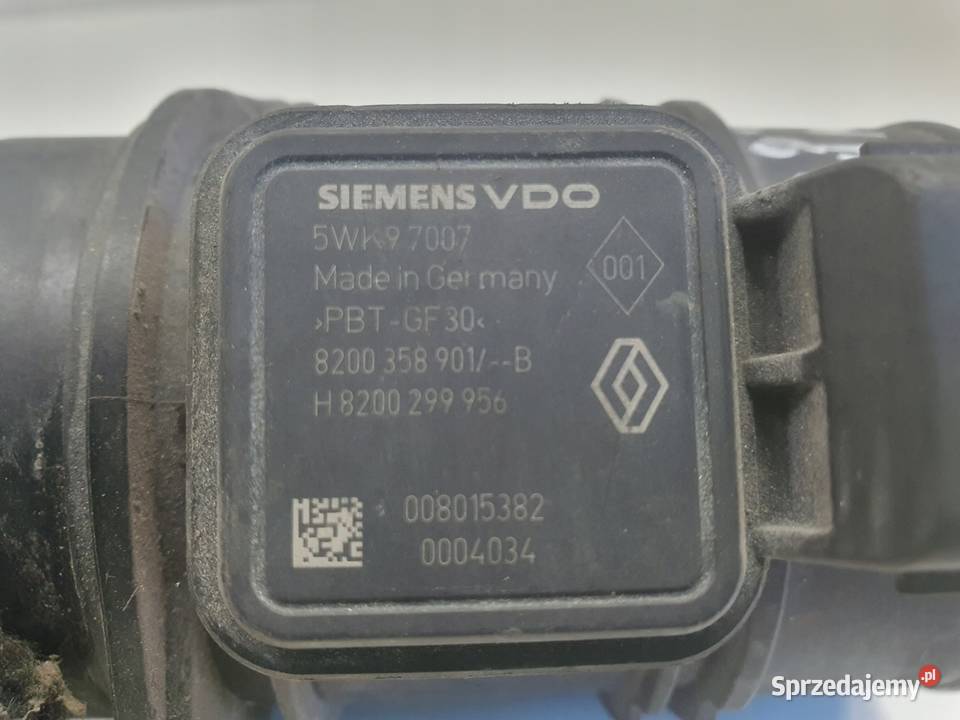 SIEMENS VDO
5WK9 7007
001
Made in Germany
>PBT-GF30<
8200 358 901/--B
H8200 299 956
008015382
0004034
Sprzedajemy.pl